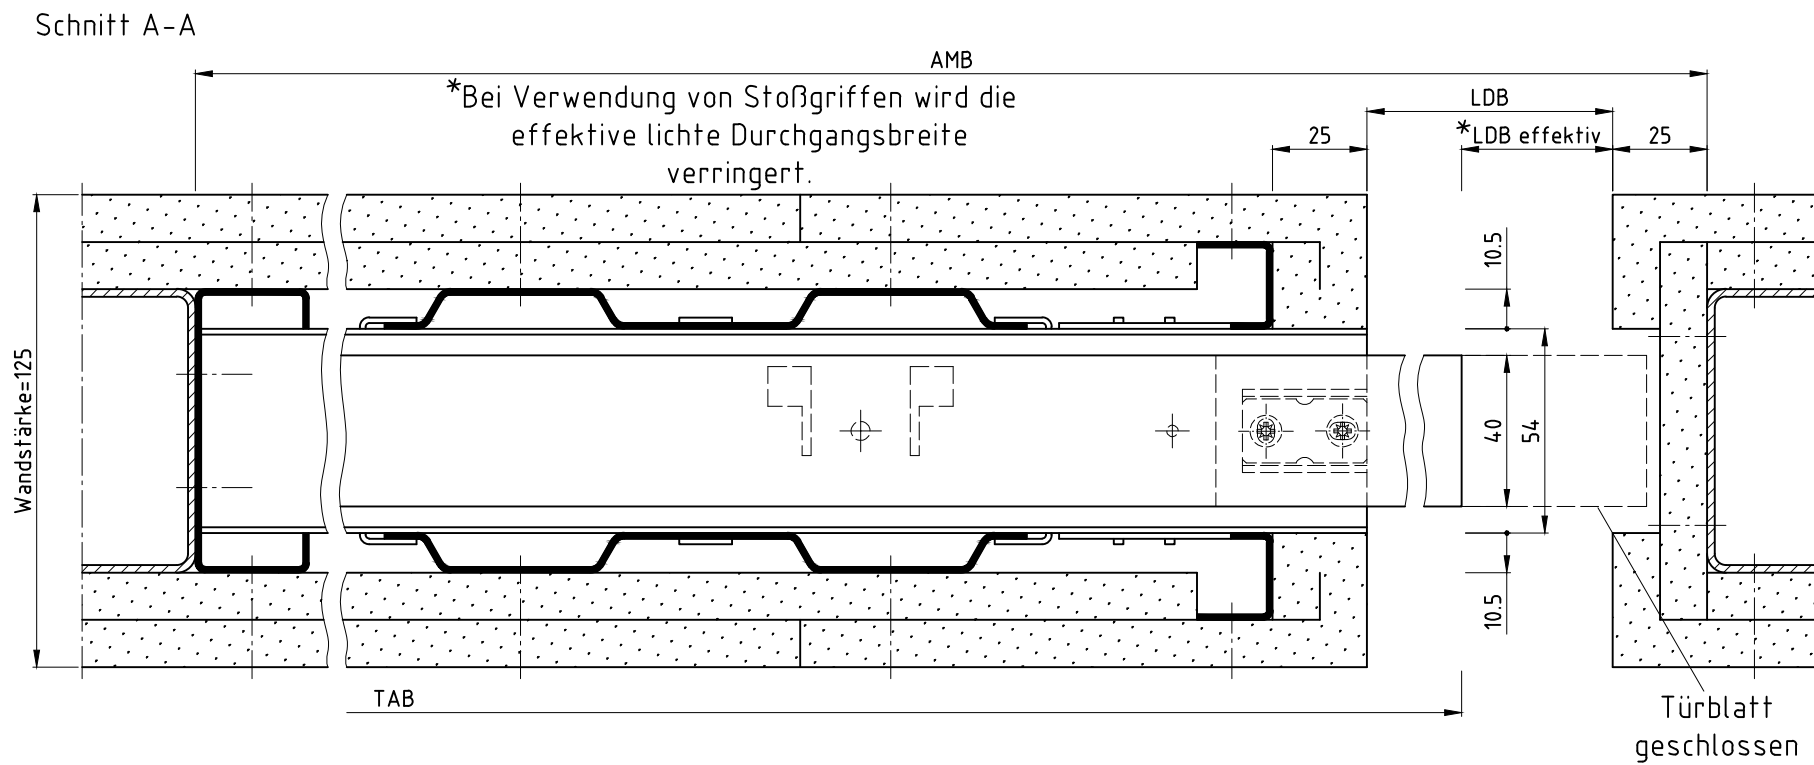 Schnitt A-A
AMB
*Bei Verwendung von Stoßgriffen wird die
effektive lichte Durchgangsbreite
verringert.
LDB
25
*LDB effektiv
25
10.5
Wandstärke=125
40
54
10.5
TAB
Türblatt
geschlossen